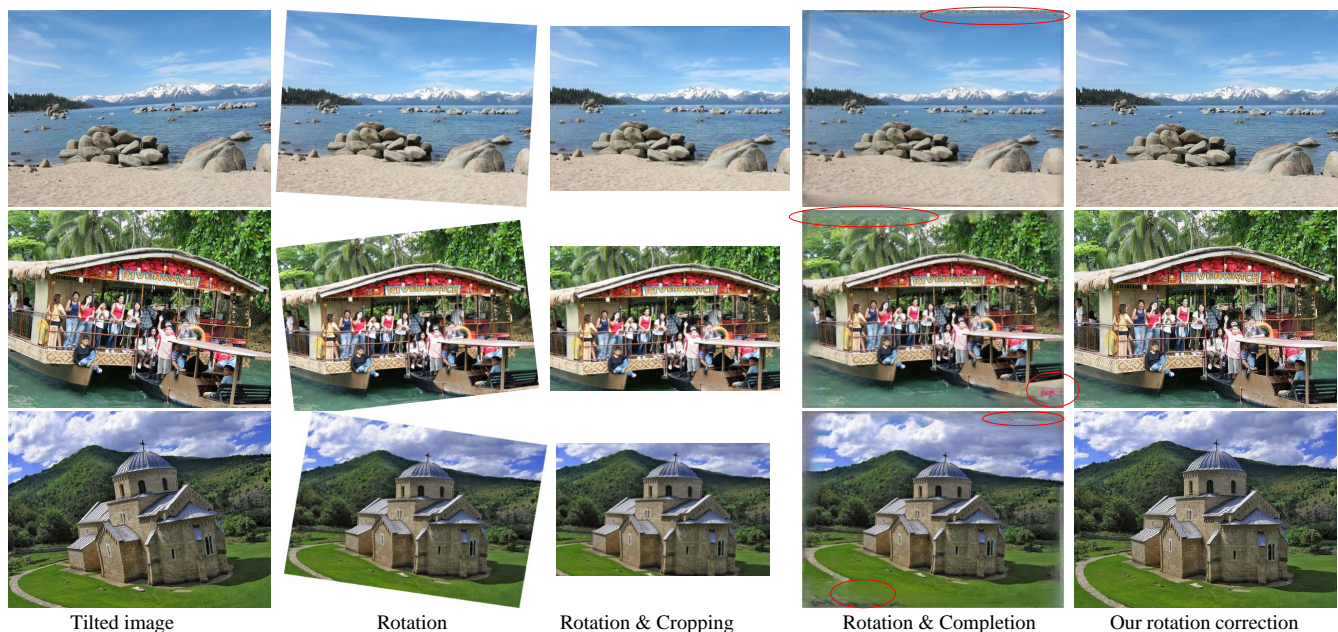 RIVERWATCH
RIVERWATCH
RIVERWATCH
RIVERWATCH
RIVERWATCH
Tilted image
Rotation
Rotation & Cropping
Rotation & Completion
Our rotation correction